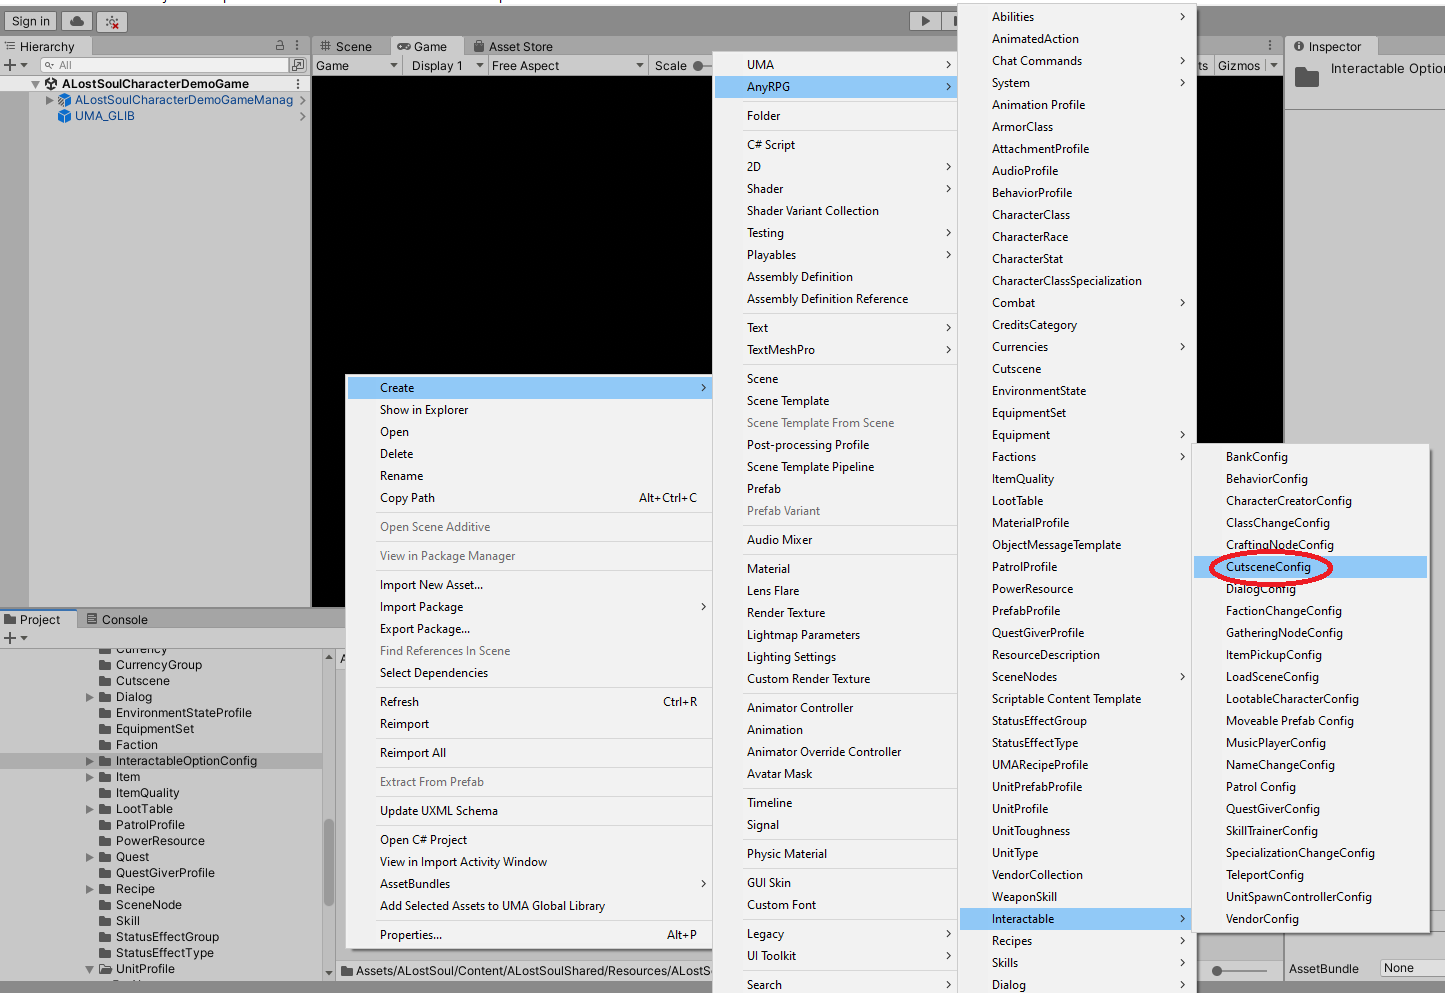 Sign in
Hierarchy
All
ALostSoulCharacterDemoGame
ALostSoulCharacterDemoGameManag
UMA_GLIB
Scene
Game
Asset Store
Game
Display 1
Free Aspect
Scale
ts
Gizmos
Inspector
Interactable Option
Create
Show in Explorer
Open
Delete
Rename
Copy Path Alt+Ctrl+C
Open Scene Additive
View in Package Manager
Import New Asset...
Import Package
Export Package...
Find References In Scene
Select Dependencies
Refresh Ctrl+R
Reimport
Reimport All
Extract From Prefab
Update UXML Schema
Open C# Project
View in Import Activity Window
AssetBundles
Add Selected Assets to UMA Global Library
Properties... Alt+P
UMA
AnyRPG
Folder
C# Script
2D
Shader
Shader Variant Collection
Testing
Playables
Assembly Definition
Assembly Definition Reference
Text
TextMeshPro
Scene
Scene Template
Scene Template From Scene
Post-processing Profile
Scene Template Pipeline
Prefab
Prefab Variant
Audio Mixer
Material
Lens Flare
Render Texture
Lightmap Parameters
Lighting Settings
Custom Render Texture
Animator Controller
Animation
Animator Override Controller
Avatar Mask
Timeline
Signal
Physic Material
GUI Skin
Custom Font
Legacy
UI Toolkit
Search
Abilities
AnimatedAction
Chat Commands
System
Animation Profile
ArmorClass
AttachmentProfile
AudioProfile
BehaviorProfile
CharacterClass
CharacterRace
CharacterStat
CharacterClassSpecialization
Combat
CreditsCategory
Currencies
Cutscene
EnvironmentState
EquipmentSet
Equipment
Factions
ItemQuality
LootTable
MaterialProfile
ObjectMessageTemplate
PatrolProfile
PowerResource
PrefabProfile
QuestGiverProfile
ResourceDescription
SceneNodes
Scriptable Content Template
StatusEffectGroup
StatusEffectType
UMARecipeProfile
UnitPrefabProfile
UnitProfile
UnitToughness
UnitType
VendorCollection
WeaponSkill
Interactable
Recipes
Skills
Dialog
BankConfig
BehaviorConfig
CharacterCreatorConfig
ClassChangeConfig
CraftingNodeConfig
CutsceneConfig
DialogConfig
FactionChangeConfig
GatheringNodeConfig
ItemPickupConfig
LoadSceneConfig
LootableCharacterConfig
Moveable Prefab Config
MusicPlayerConfig
NameChangeConfig
Patrol Config
QuestGiverConfig
SkillTrainerConfig
SpecializationChangeConfig
TeleportConfig
UnitSpawnControllerConfig
VendorConfig
Project
Console
Currency
CurrencyGroup
Cutscene
Dialog
EnvironmentStateProfile
EquipmentSet
Faction
InteractableOptionConfig
Item
ItemQuality
LootTable
PatrolProfile
PowerResource
Quest
QuestGiverProfile
Recipe
SceneNode
Skill
StatusEffectGroup
StatusEffectType
UnitProfile
Assets/ALostSoul/Content/ALostSoulShared/Resources/ALostS
AssetBundle
None